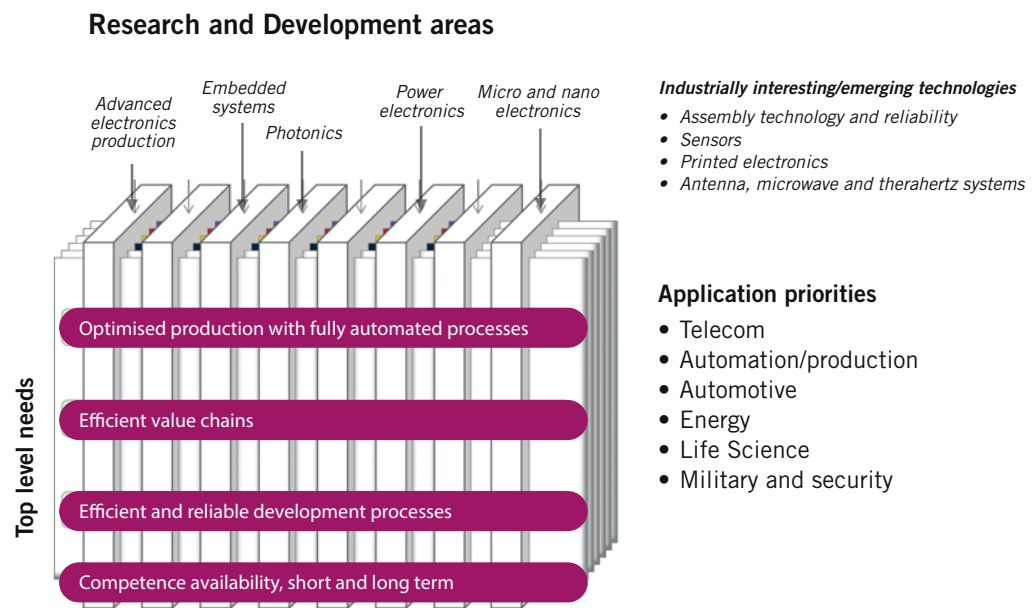 Research and Development areas
Advanced
electronics
production
Embedded
systems
Photonics
Power
electronics
Micro and nano
electronics
Industrially interesting/emerging technologies
• Assembly technology and reliability
• Sensors
• Printed electronics
• Antenna, microwave and therahertz systems
Top level needs
Optimised production with fully automated processes
Efficient value chains
Efficient and reliable development processes
Competence availability, short and long term
Application priorities
• Telecom
• Automation/production
• Automotive
• Energy
• Life Science
• Military and security